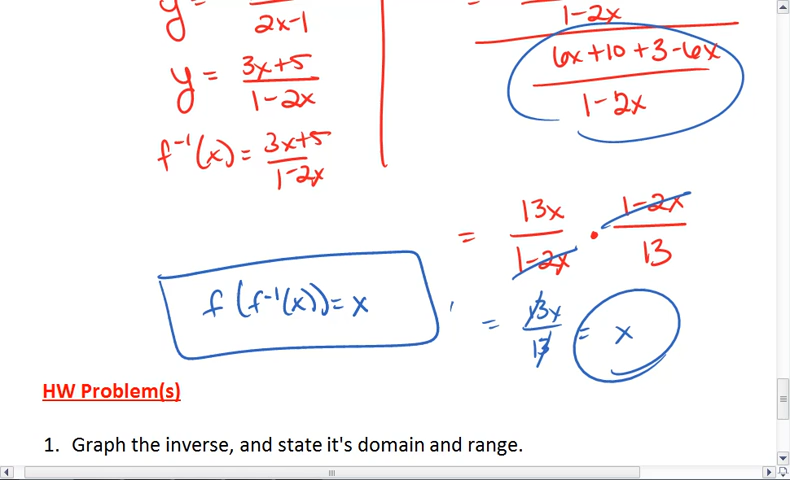 y = 
2x-1
y = 3x+5
1-2x
f⁻¹(x) = 3x+5
1-2x
=
1-2x
6x+10+3-6x
1-2x
= 13x/1-2x • 1-2x/13
= 13x/13 = x
f(f⁻¹(x)) = x
HW Problem(s)
1. Graph the inverse, and state it's domain and range.